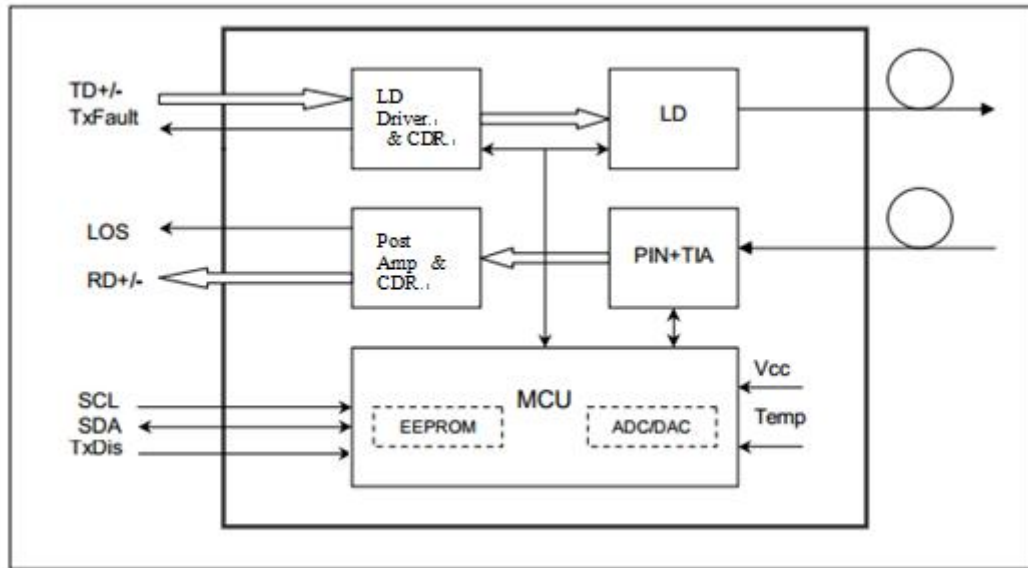 TD+/-
TxFault
LD
Driver.
& CDR.
LD
LOS
RD+/-
Post
Amp &
CDR.
PIN+TIA
SCL
SDA
TxDis
MCU
EEPROM
ADC/DAC
Vcc
Temp